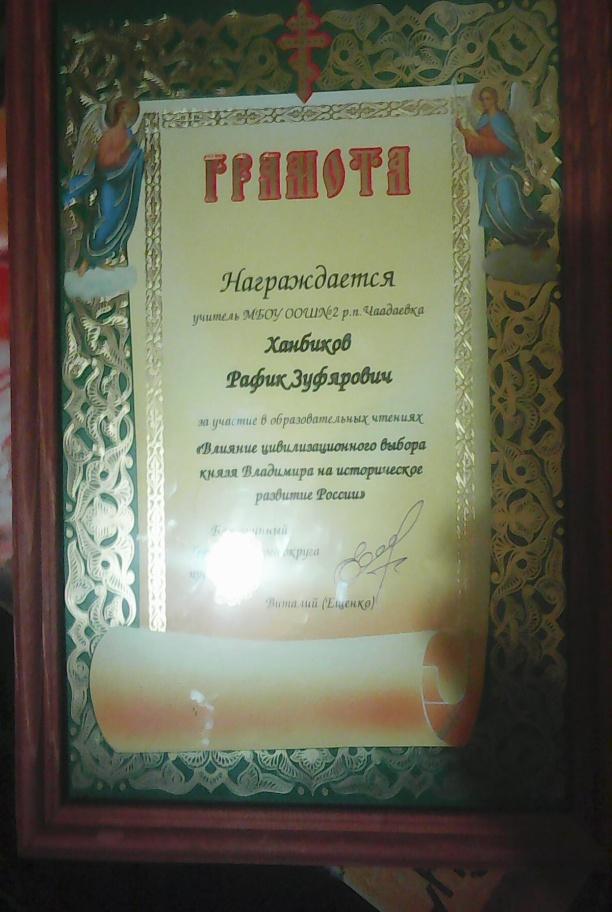 ГРАМОТА
Награждается
учитель МБОУ ООШ№2 р.п.Чаадаевка
Ханбиков
Рафик Зуфярович
за участие в образовательных чтениях
«Влияние цивилизационного выбора
князя Владимира на историческое
развитие России»
округа
Виталий (Ещенко)